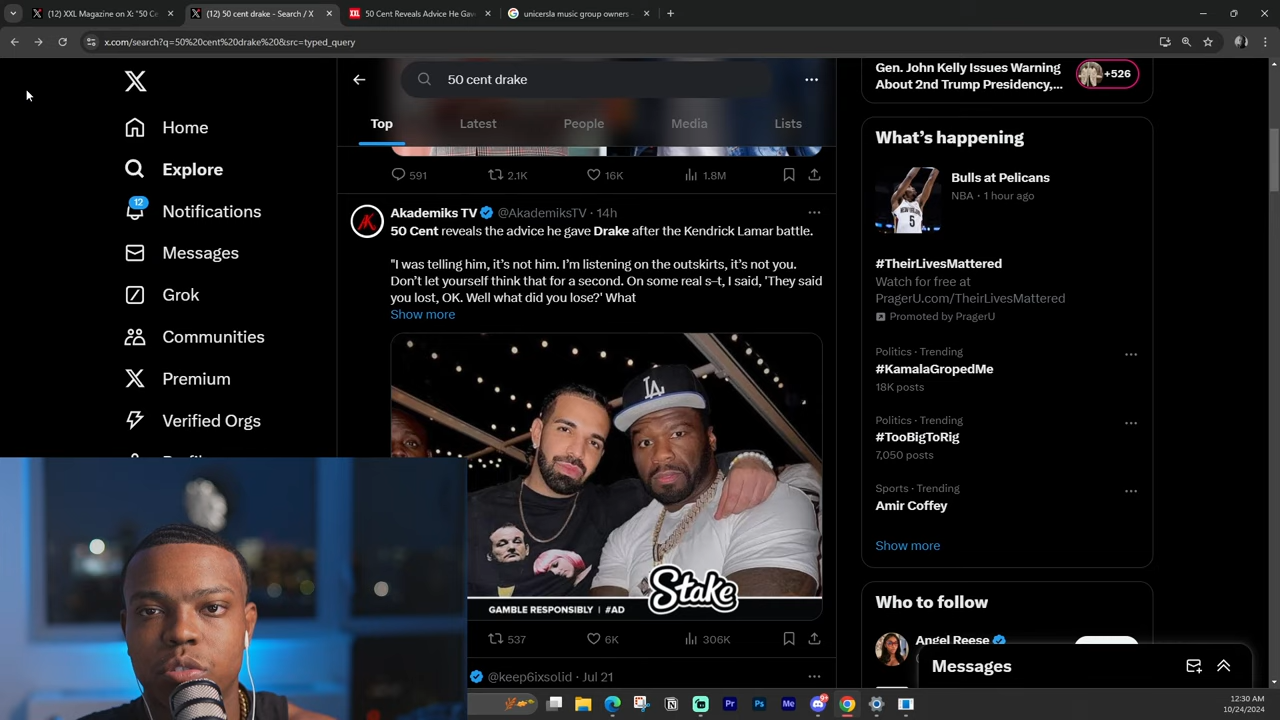 (12) XXL Magazine on X: "50 Ce
(12) 50 cent drake - Search / X
XXL
50 Cent Reveals Advice He Gav
unicersla music group owners -
x.com/search?q=50%20cent%20drake%20&src=typed_query
Home
Explore
12
Notifications
Messages
Grok
Communities
Premium
Verified Orgs
50 cent drake
Top
Latest
People
Media
Lists
591
2.1K
16K
1.8M
Akademiks TV @AkademiksTV · 14h
50 Cent reveals the advice he gave Drake after the Kendrick Lamar battle.
"I was telling him, it's not him. I'm listening on the outskirts, it's not you.
Don't let yourself think that for a second. On some real s–t, I said, 'They said
you lost, OK. Well what did you lose?' What
Show more
LA
Stake
GAMBLE RESPONSIBLY | #AD
537
6K
306K
@keep6ixsolid · Jul 21
Gen. John Kelly Issues Warning
About 2nd Trump Presidency,...
+526
What's happening
Bulls at Pelicans
NBA · 1 hour ago
#TheirLivesMattered
Watch for free at
PragerU.com/TheirLivesMattered
Promoted by PragerU
Politics · Trending
#KamalaGropedMe
18K posts
Politics · Trending
#TooBigToRig
7,050 posts
Sports · Trending
Amir Coffey
Show more
Who to follow
Angel Reese
Messages
Pr
Ps
Me
12:30 AM
10/24/2024